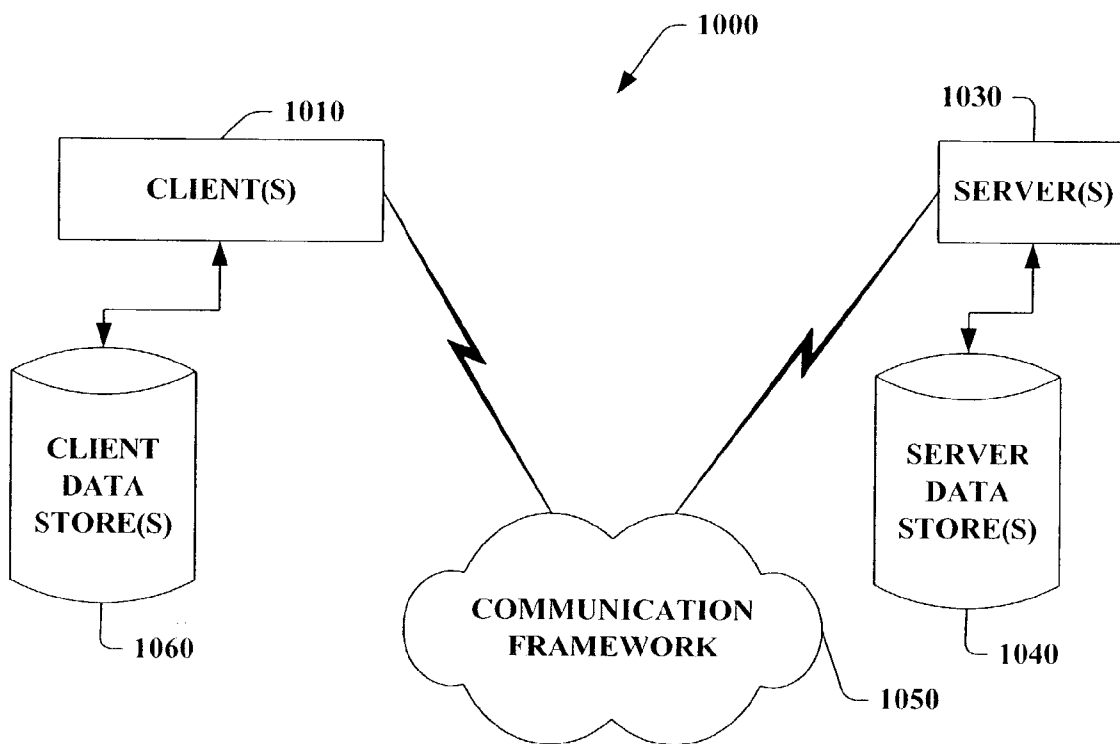 1000
1010
CLIENT(S)
1030
SERVER(S)
CLIENT
DATA
STORE(S)
SERVER
DATA
STORE(S)
COMMUNICATION
FRAMEWORK
1060
1040
1050